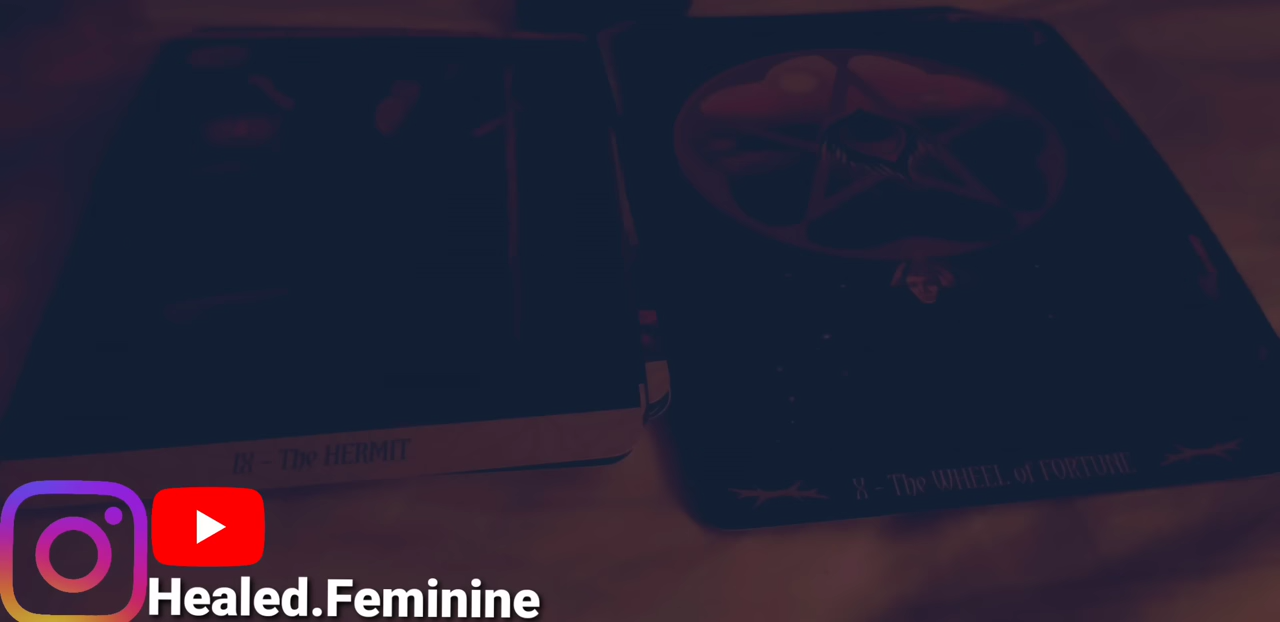 IX - The HERMIT
X - The WHEEL of FORTUNE
Healed.Feminine